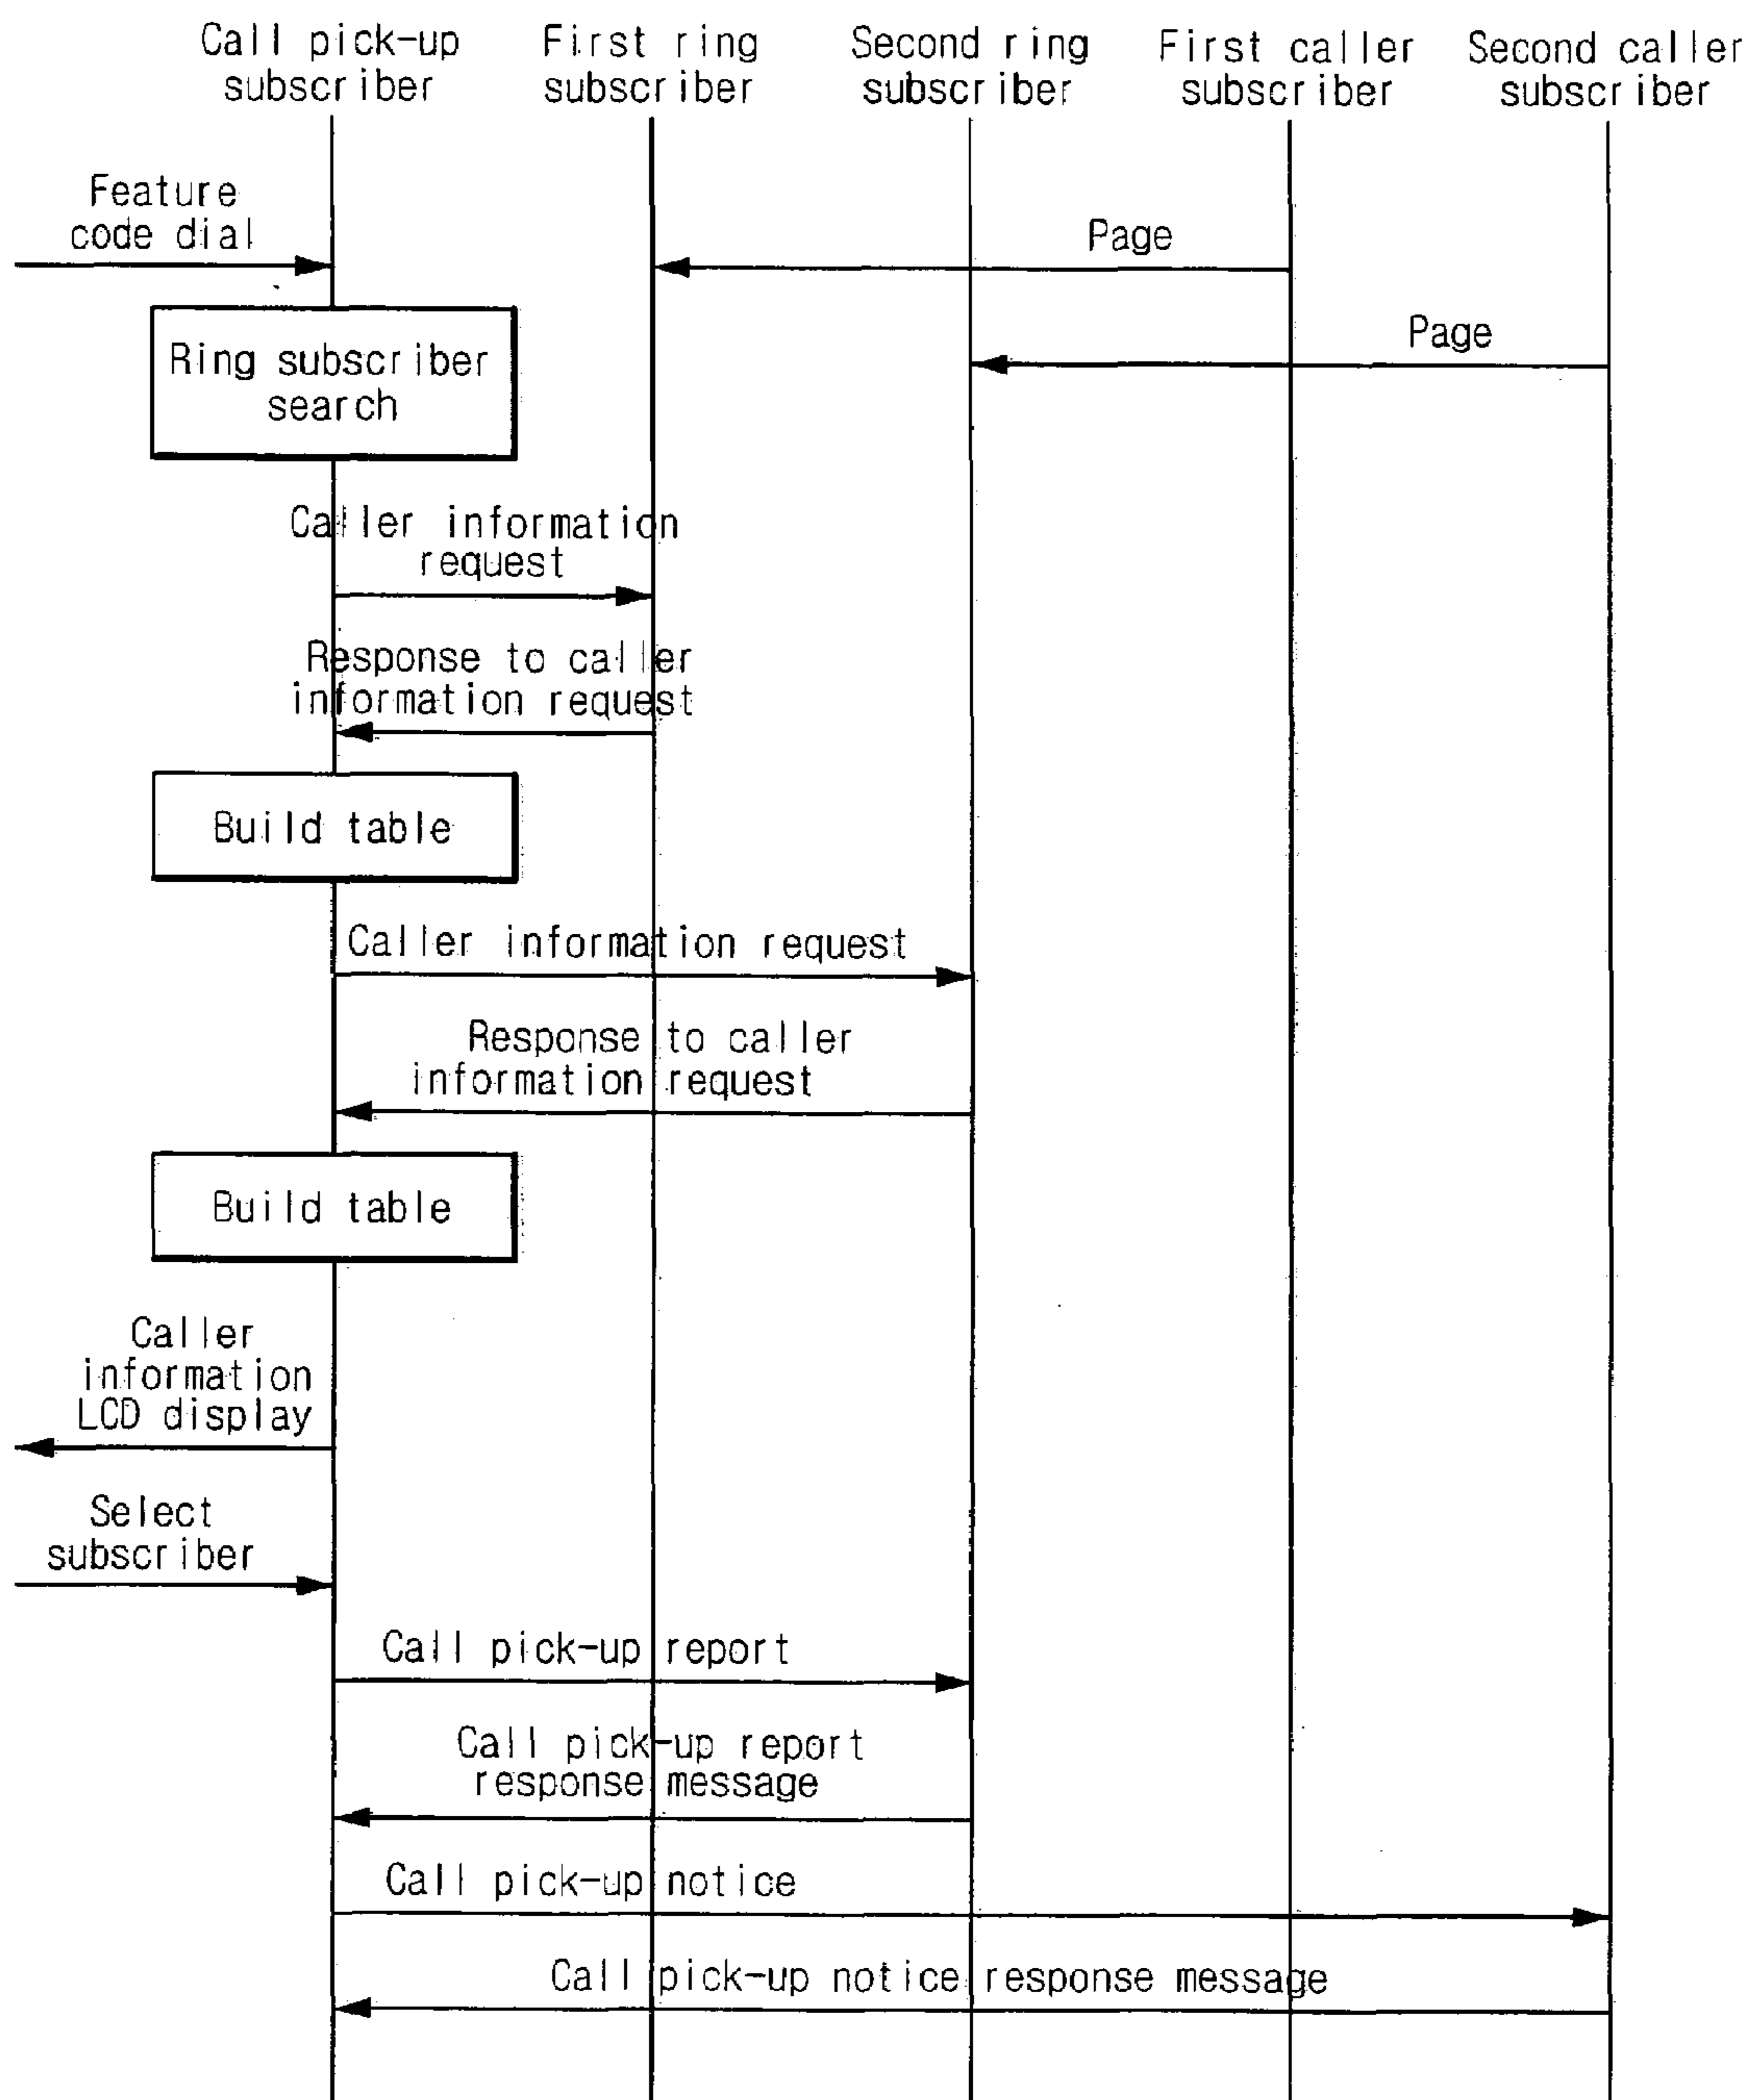 Call pick-up
subscriber
First ring
subscriber
Second ring
subscriber
First caller
subscriber
Second caller
subscriber
Feature
code dial
Page
Page
Ring subscriber
search
Caller information
request
Response to caller
information request
Build table
Caller information request
Response to caller
information request
Build table
Caller
information
LCD display
Select
subscriber
Call pick-up report
Call pick-up report
response message
Call pick-up notice
Call pick-up notice response message